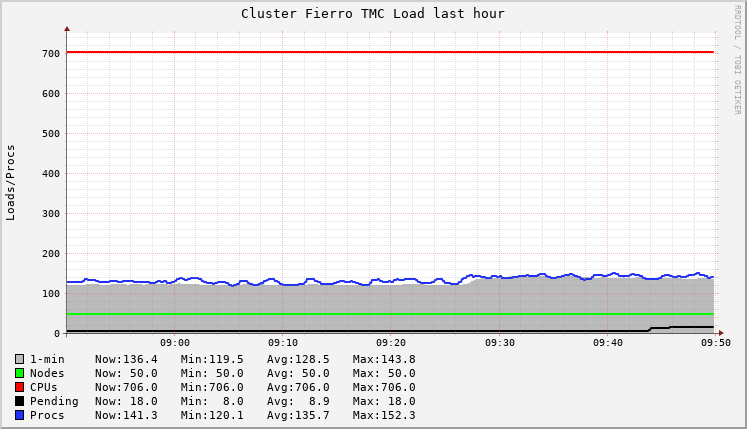 Cluster Fierro TMC Load last hour
RRDTOOL / TOBI OETIKER
Loads/Procs
700
600
500
400
300
200
100
0
09:00 09:10 09:20 09:30 09:40 09:50
1-min Now:136.4 Min:119.5 Avg:128.5 Max:143.8
Nodes Now: 50.0 Min: 50.0 Avg: 50.0 Max: 50.0
CPUs Now:706.0 Min:706.0 Avg:706.0 Max:706.0
Pending Now: 18.0 Min: 8.0 Avg: 8.9 Max: 18.0
Procs Now:141.3 Min:120.1 Avg:135.7 Max:152.3